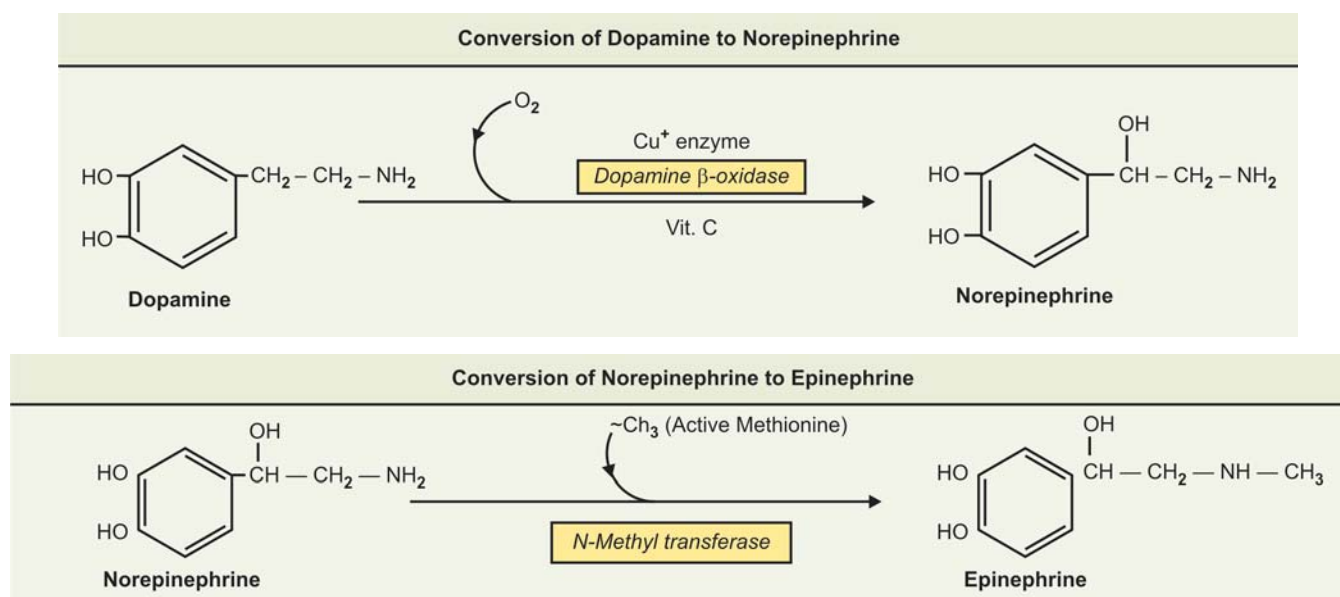 Conversion of Dopamine to Norepinephrine
O₂
OH
Cu⁺ enzyme
HO
CH₂ – CH₂ – NH₂
Dopamine β-oxidase
HO
CH – CH₂ – NH₂
HO
Vit. C
HO
Dopamine
Norepinephrine
Conversion of Norepinephrine to Epinephrine
OH
~Ch₃ (Active Methionine)
OH
HO
CH — CH₂ — NH₂
HO
CH — CH₂ — NH — CH₃
HO
N-Methyl transferase
HO
Norepinephrine
Epinephrine